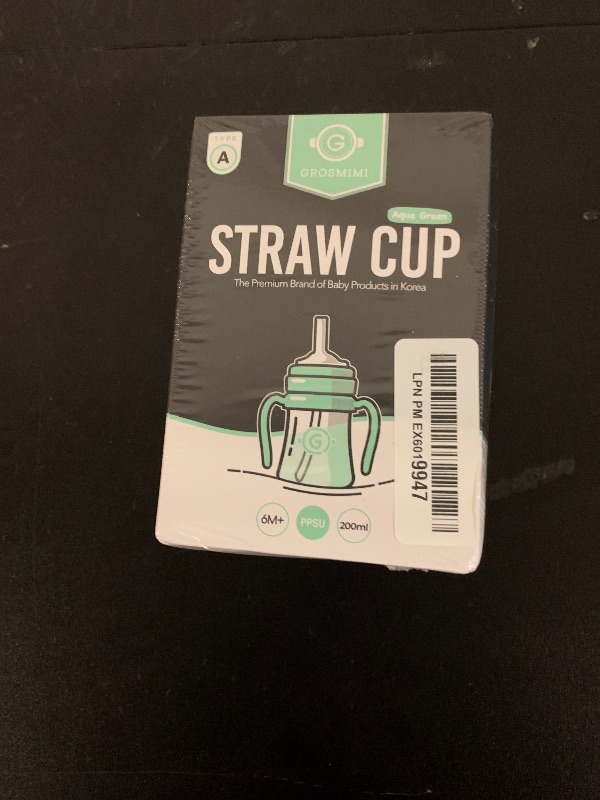 TYPE
A
G
GROSMIMI
Aqua Green
STRAW CUP
The Premium Brand of Baby Products in Korea
G
6M+
PPSU
200ml
LPN PM EX6019947